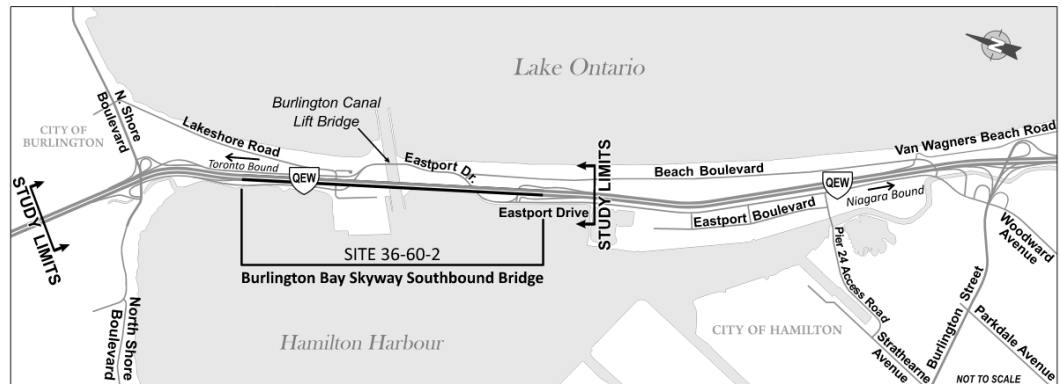 Lake Ontario
N
N. Shore
Boulevard
CITY OF
BURLINGTON
Lakeshore Road
Toronto Bound
QEW
Burlington Canal
Lift Bridge
Eastport Dr.
STUDY LIMITS
Beach Boulevard
Van Wagners Beach Road
STUDY LIMITS
Eastport Drive
Eastport Boulevard
QEW
Niagara Bound
Woodward
Avenue
SITE 36-60-2
Burlington Bay Skyway Southbound Bridge
North Shore
Boulevard
Hamilton Harbour
CITY OF HAMILTON
Pier 24 Access Road
Strathearne
Avenue
Burlington Street
Parkdale Avenue
NOT TO SCALE